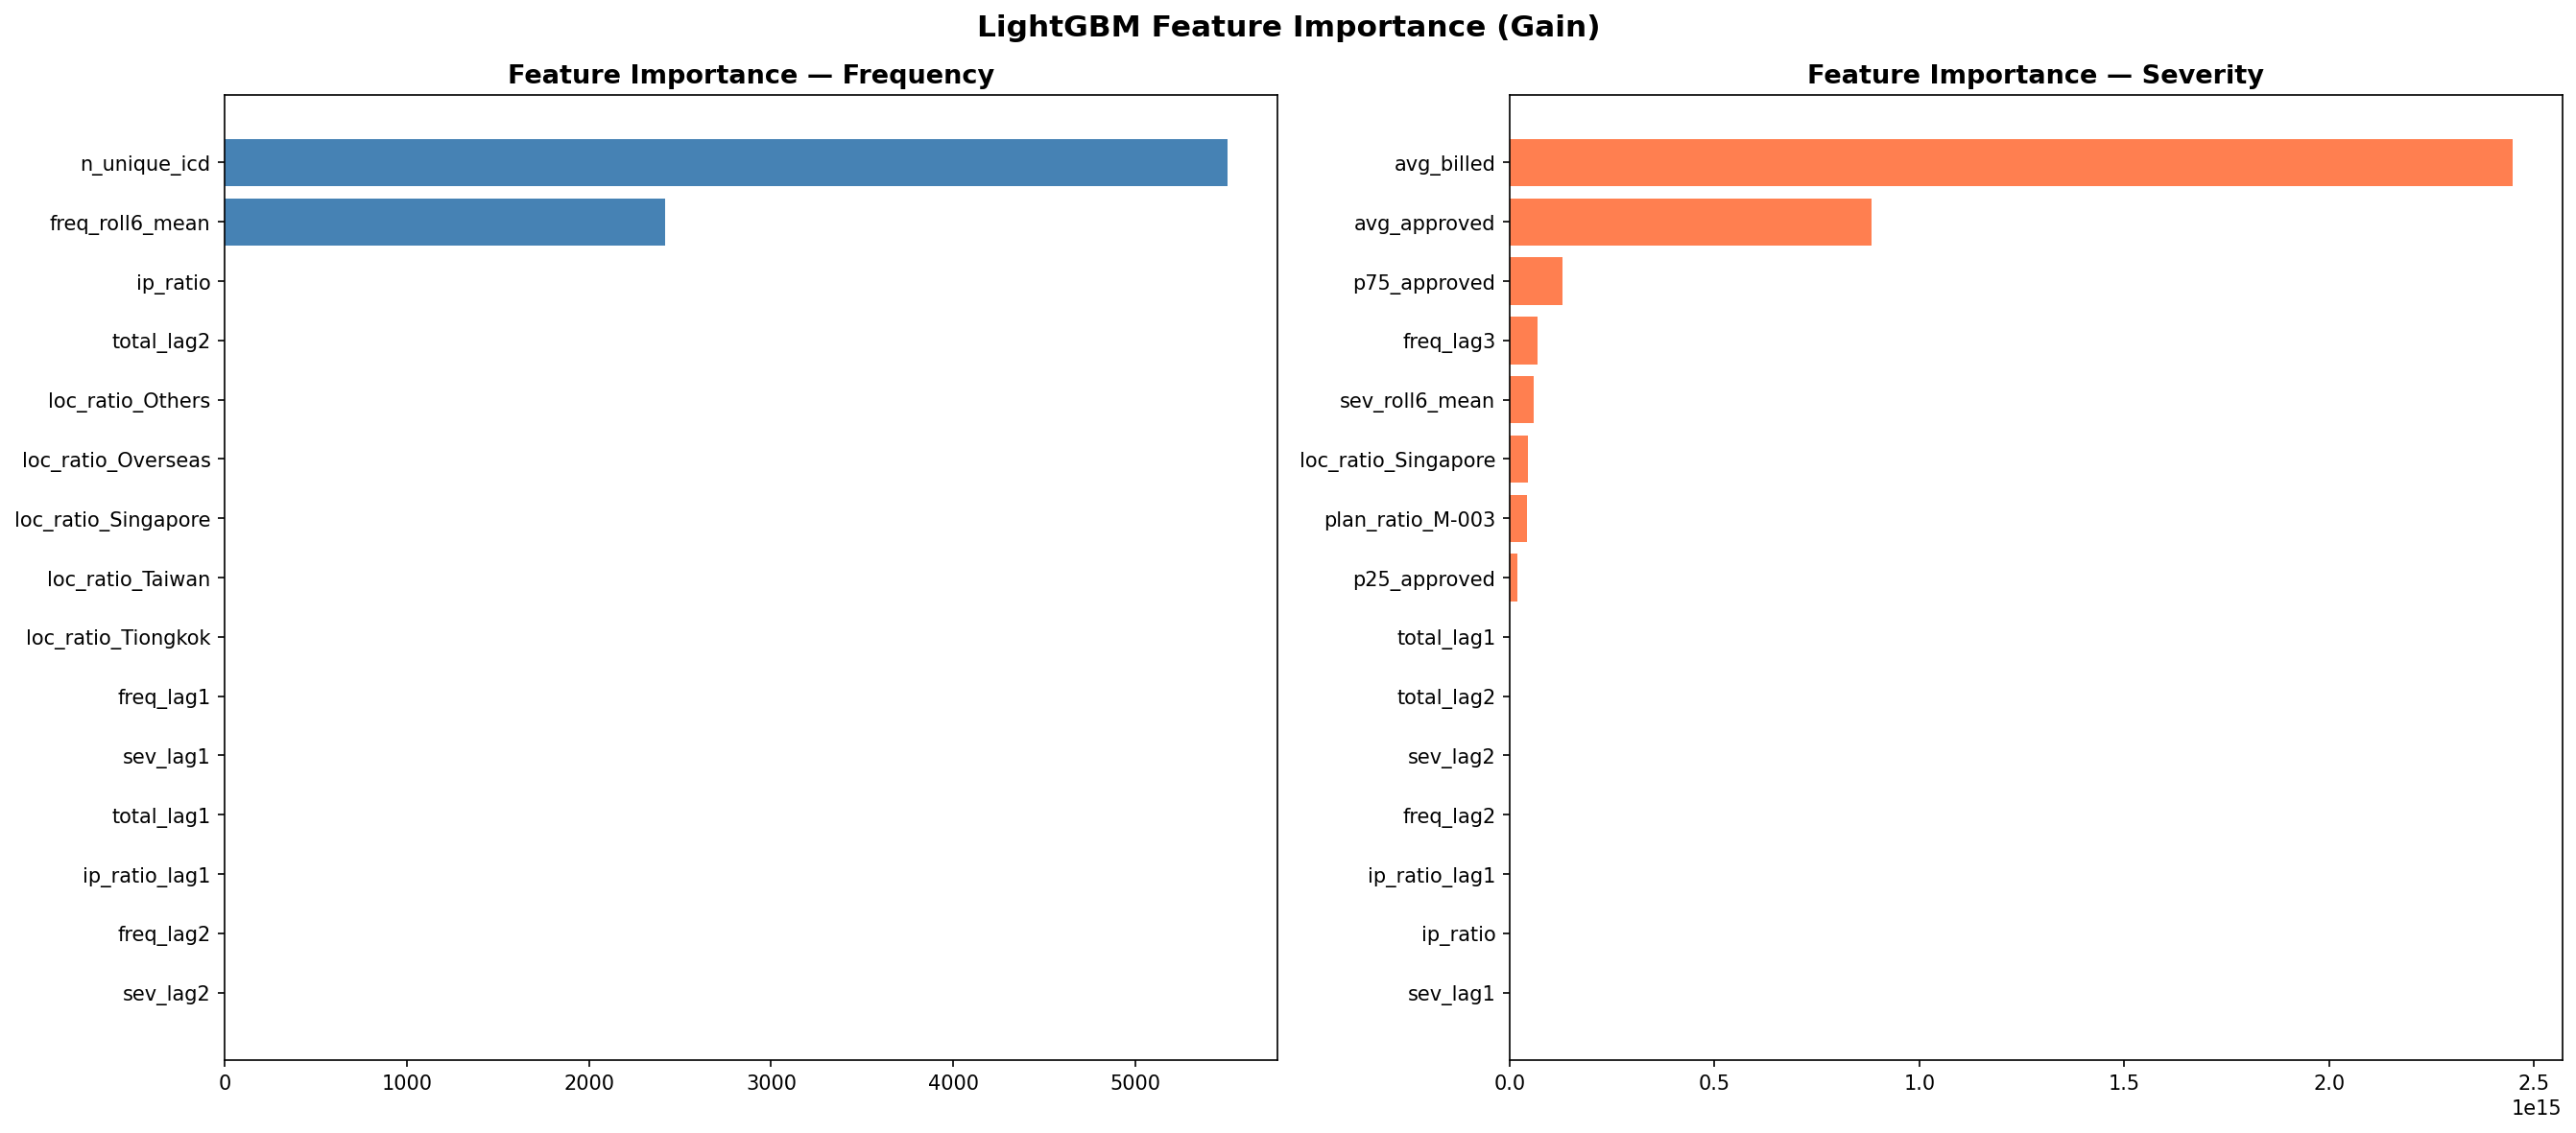 LightGBM Feature Importance (Gain)
Feature Importance — Frequency
n_unique_icd
freq_roll6_mean
ip_ratio
total_lag2
loc_ratio_Others
loc_ratio_Overseas
loc_ratio_Singapore
loc_ratio_Taiwan
loc_ratio_Tiongkok
freq_lag1
sev_lag1
total_lag1
ip_ratio_lag1
freq_lag2
sev_lag2
0 1000 2000 3000 4000 5000
Feature Importance — Severity
avg_billed
avg_approved
p75_approved
freq_lag3
sev_roll6_mean
loc_ratio_Singapore
plan_ratio_M-003
p25_approved
total_lag1
total_lag2
sev_lag2
freq_lag2
ip_ratio_lag1
ip_ratio
sev_lag1
0.0 0.5 1.0 1.5 2.0 2.5
1e15